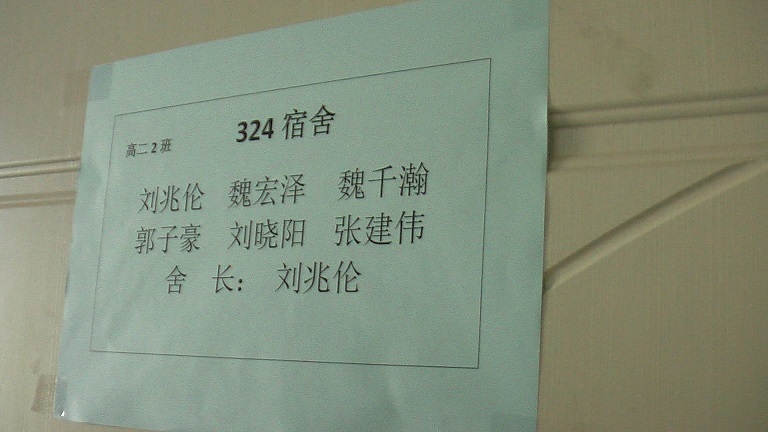 324 宿舍
高二 2 班
刘兆伦 魏宏泽 魏千瀚
郭子豪 刘晓阳 张建伟
舍 长： 刘兆伦